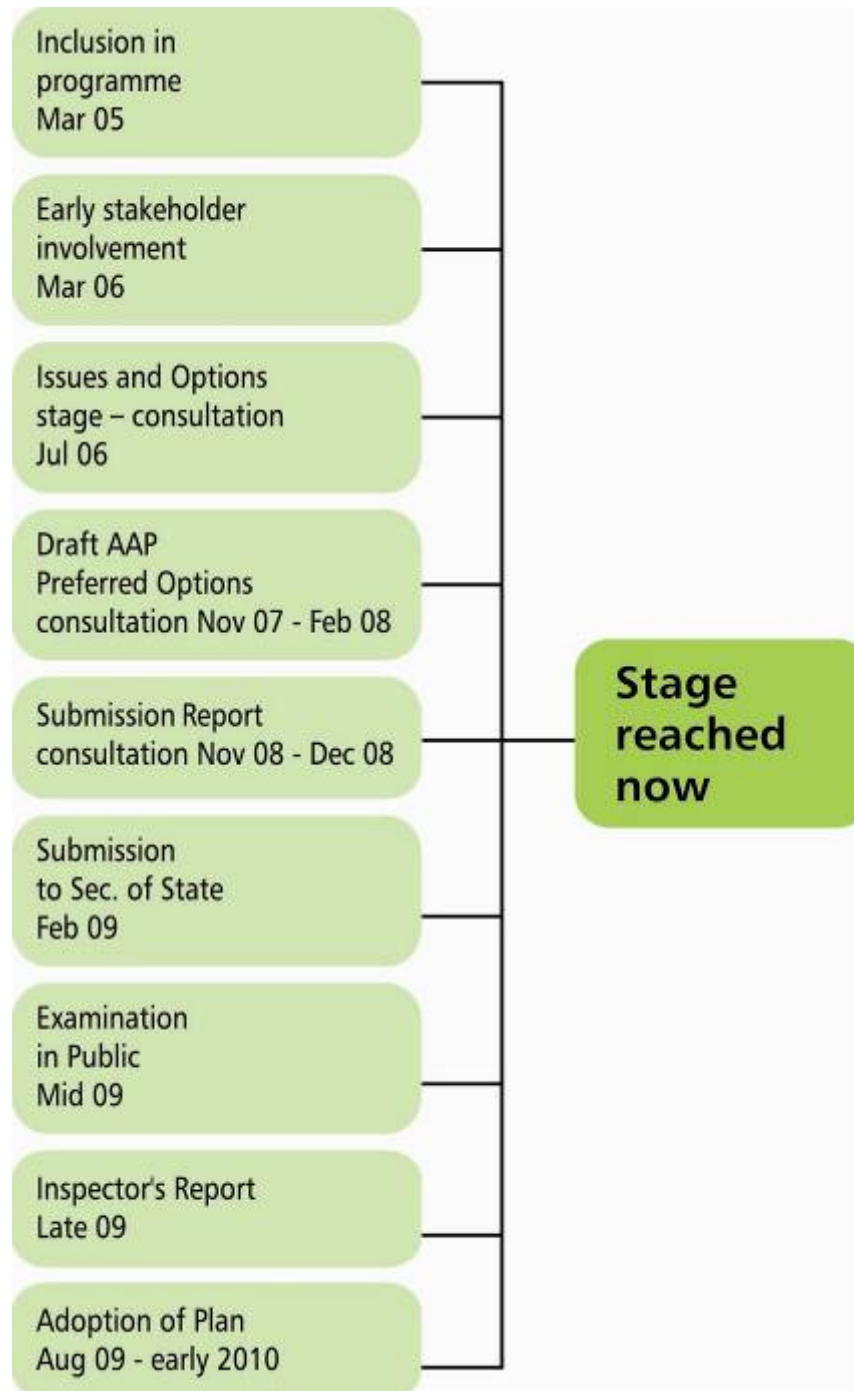 Inclusion in
programme
Mar 05
Early stakeholder
involvement
Mar 06
Issues and Options
stage – consultation
Jul 06
Draft AAP
Preferred Options
consultation Nov 07 - Feb 08
Submission Report
consultation Nov 08 - Dec 08
Stage
reached
now
Submission
to Sec. of State
Feb 09
Examination
in Public
Mid 09
Inspector's Report
Late 09
Adoption of Plan
Aug 09 - early 2010